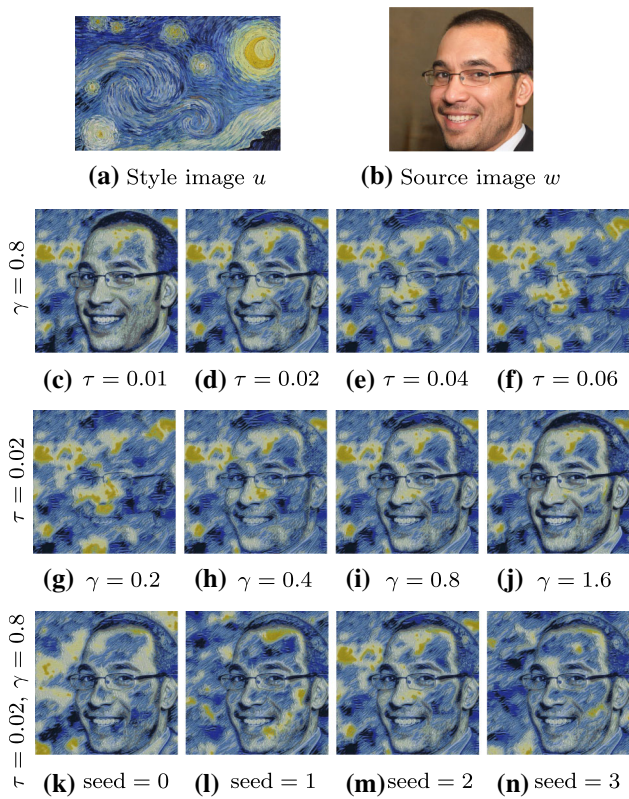 (a) Style image u
(b) Source image w
γ = 0.8
(c) τ = 0.01
(d) τ = 0.02
(e) τ = 0.04
(f) τ = 0.06
τ = 0.02
(g) γ = 0.2
(h) γ = 0.4
(i) γ = 0.8
(j) γ = 1.6
τ = 0.02, γ = 0.8
(k) seed = 0
(l) seed = 1
(m) seed = 2
(n) seed = 3